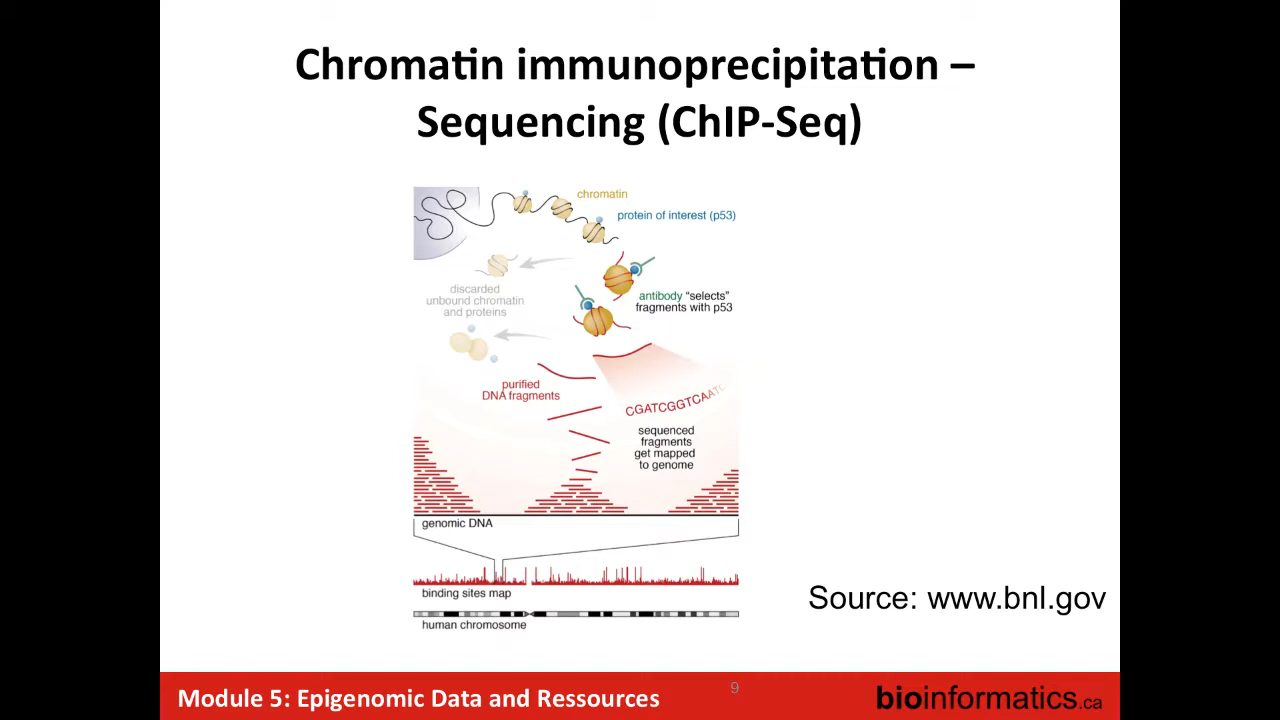 Chromatin immunoprecipitation –
Sequencing (ChIP-Seq)
chromatin
protein of interest (p53)
discarded
unbound chromatin
and proteins
antibody “selects”
fragments with p53
purified
DNA fragments
CGATCGGTCAATC
sequenced
fragments
get mapped
to genome
genomic DNA
binding sites map
human chromosome
Source: www.bnl.gov
Module 5: Epigenomic Data and Ressources
9
bioinformatics.ca